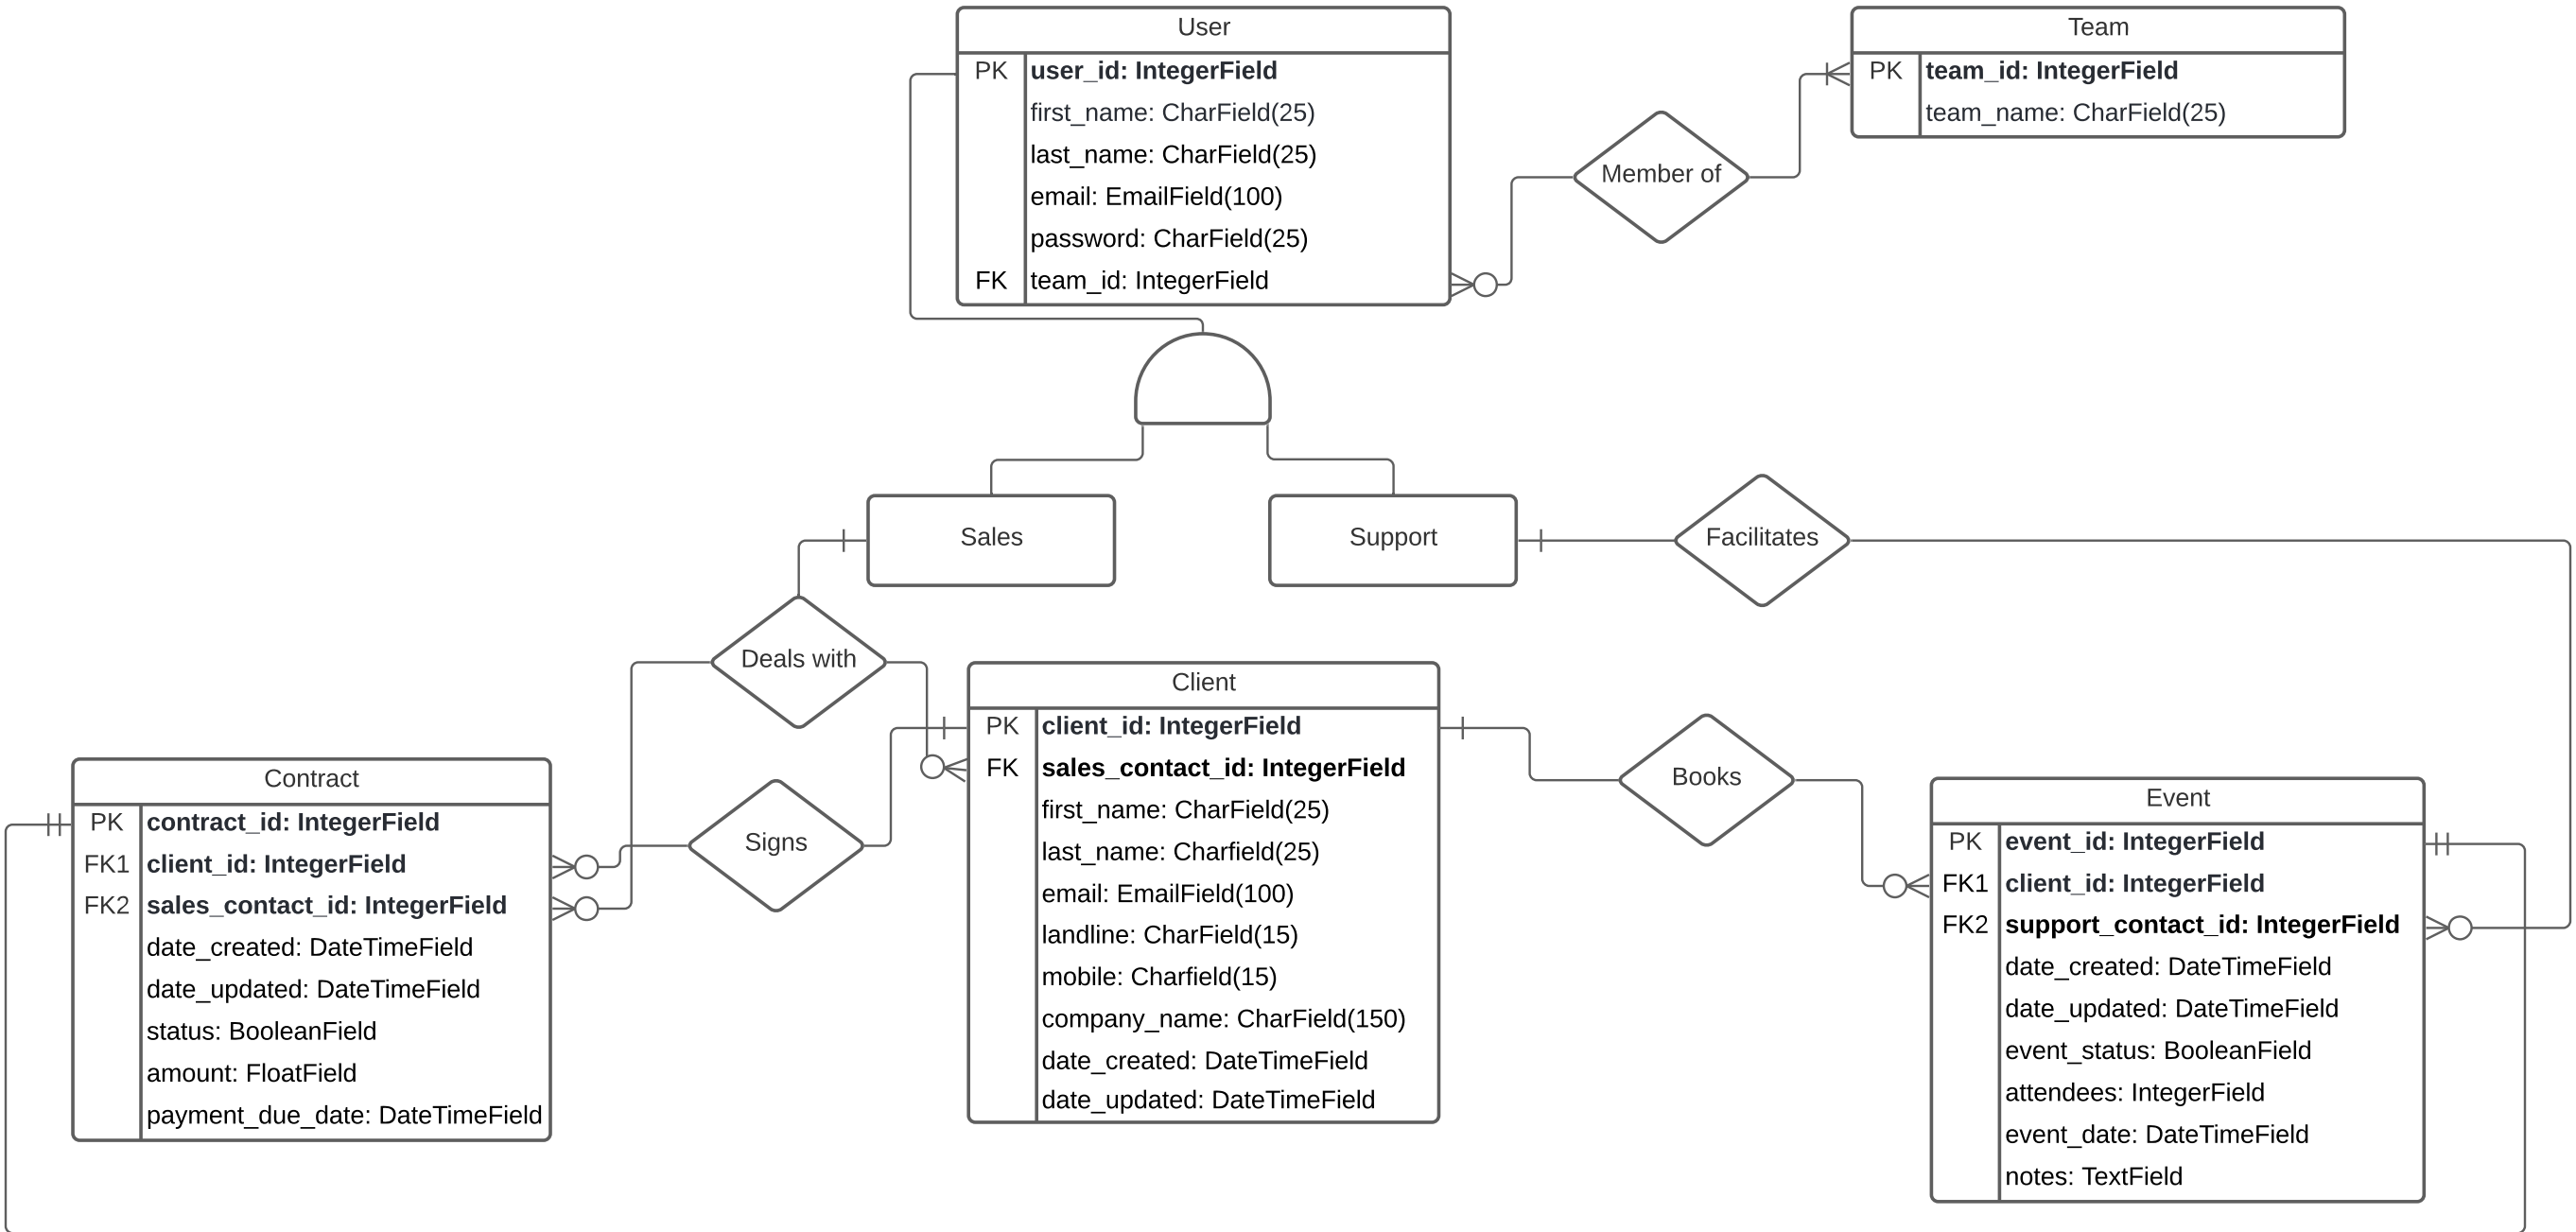 User
PK user_id: IntegerField
first_name: CharField(25)
last_name: CharField(25)
email: EmailField(100)
password: CharField(25)
FK team_id: IntegerField
Team
PK team_id: IntegerField
team_name: CharField(25)
Member of
Sales
Support
Facilitates
Deals with
Signs
Books
Contract
PK contract_id: IntegerField
FK1 client_id: IntegerField
FK2 sales_contact_id: IntegerField
date_created: DateTimeField
date_updated: DateTimeField
status: BooleanField
amount: FloatField
payment_due_date: DateTimeField
Client
PK client_id: IntegerField
FK sales_contact_id: IntegerField
first_name: CharField(25)
last_name: Charfield(25)
email: EmailField(100)
landline: CharField(15)
mobile: Charfield(15)
company_name: CharField(150)
date_created: DateTimeField
date_updated: DateTimeField
Event
PK event_id: IntegerField
FK1 client_id: IntegerField
FK2 support_contact_id: IntegerField
date_created: DateTimeField
date_updated: DateTimeField
event_status: BooleanField
attendees: IntegerField
event_date: DateTimeField
notes: TextField